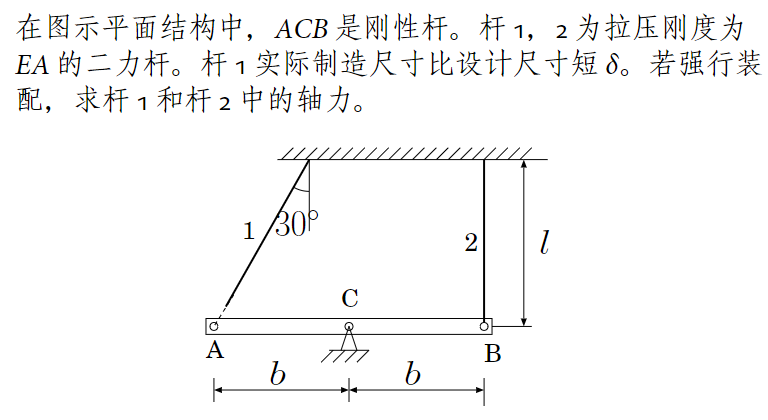 在图示平面结构中，ACB 是刚性杆。杆 1，2 为拉压刚度为
EA 的二力杆。杆 1 实际制造尺寸比设计尺寸短 δ。若强行装
配，求杆 1 和杆 2 中的轴力。
1 30° 2 l
C
A B
b b